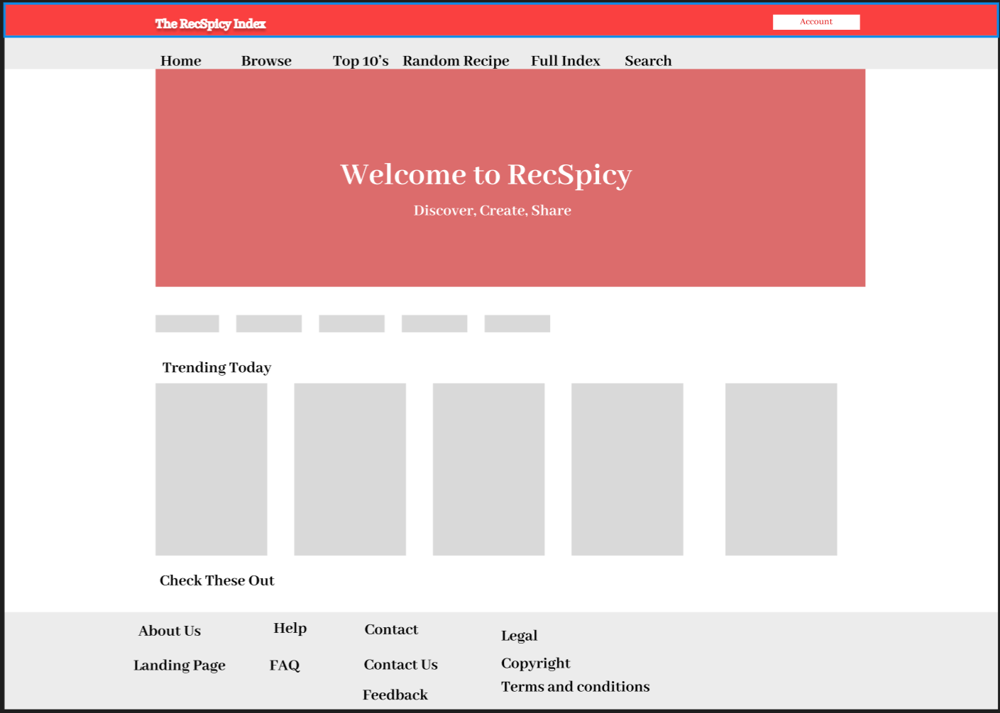 The RecSpicy Index
Account
Home Browse Top 10’s Random Recipe Full Index Search
Welcome to RecSpicy
Discover, Create, Share
Trending Today
Check These Out
About Us Help Contact Legal
Landing Page FAQ Contact Us Copyright
Feedback Terms and conditions